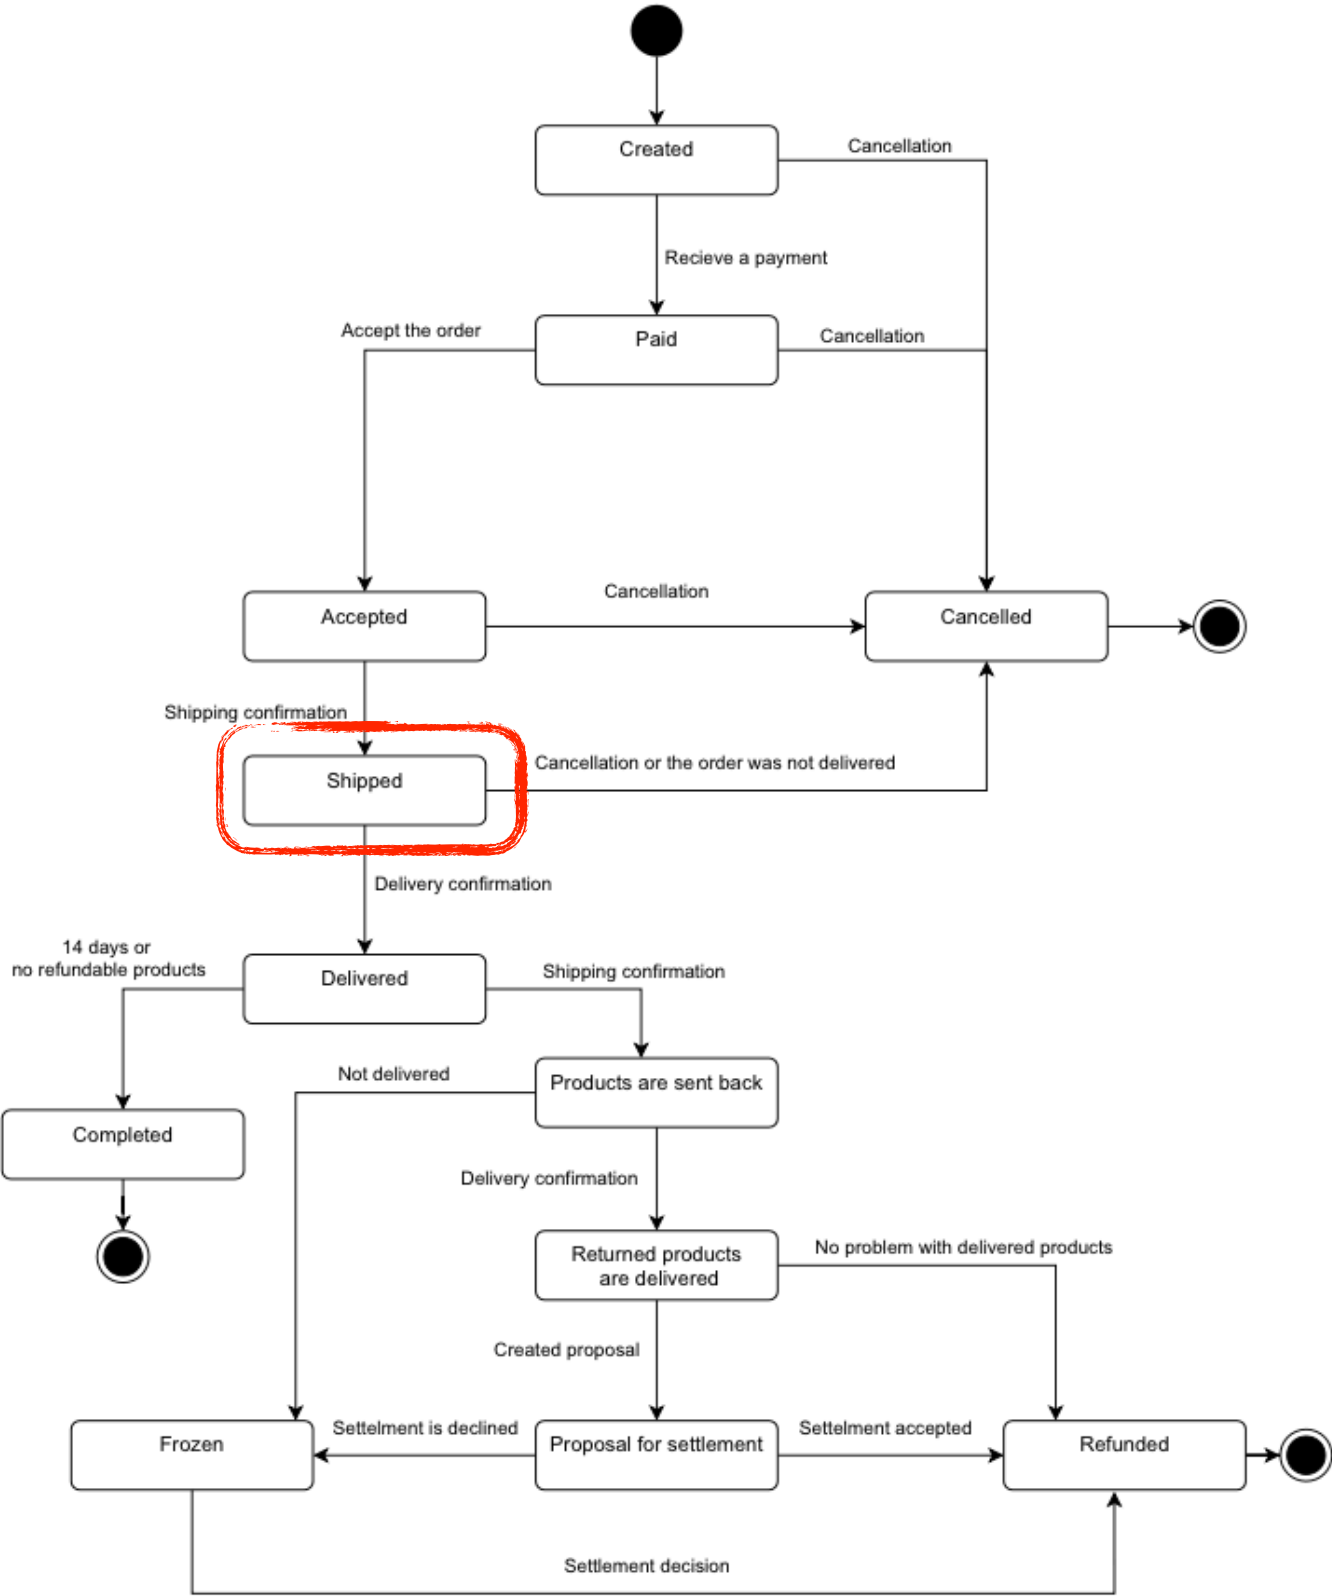 Created
Cancellation
Recieve a payment
Paid
Accept the order
Cancellation
Accepted
Cancellation
Cancelled
Shipping confirmation
Shipped
Cancellation or the order was not delivered
Delivery confirmation
14 days or
no refundable products
Delivered
Shipping confirmation
Not delivered
Products are sent back
Completed
Delivery confirmation
Returned products
are delivered
No problem with delivered products
Created proposal
Frozen
Settelment is declined
Proposal for settlement
Settelment accepted
Refunded
Settlement decision